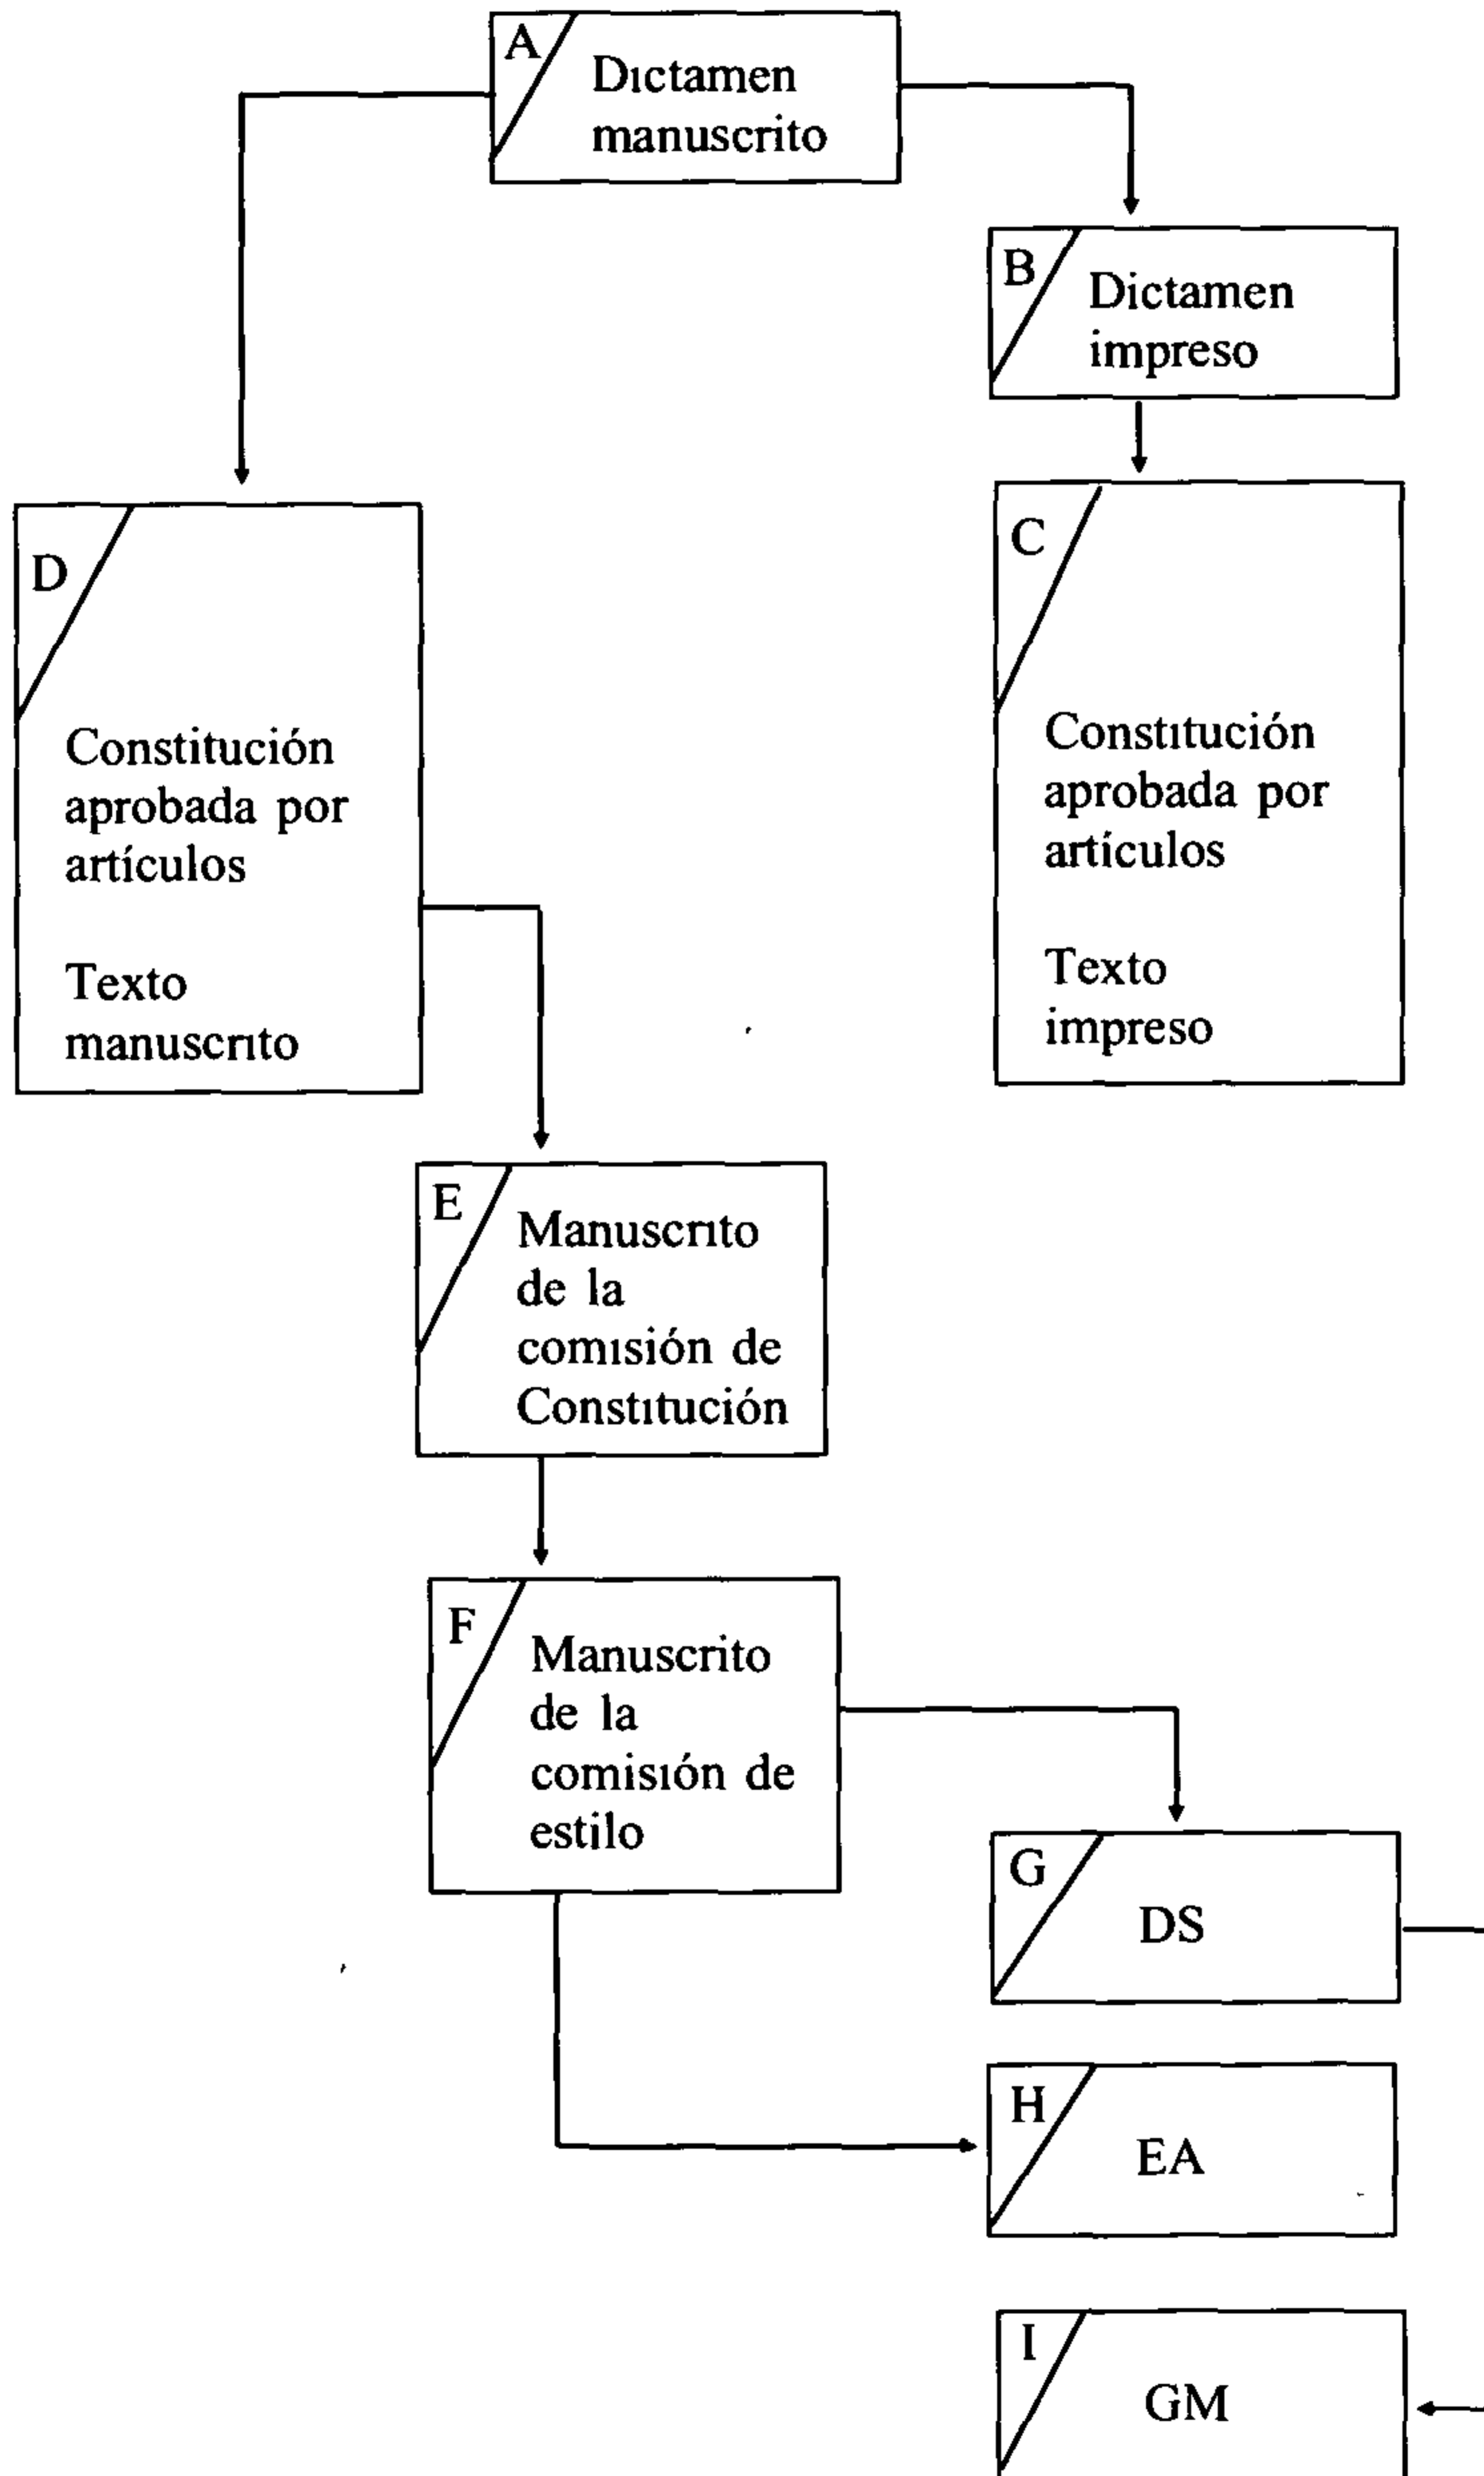 A
Dictamen
manuscrito
B
Dictamen
impreso
D
Constitución
aprobada por
artículos
Texto
manuscrito
C
Constitución
aprobada por
artículos
Texto
impreso
E
Manuscrito
de la
comisión de
Constitución
F
Manuscrito
de la
comisión de
estilo
G
DS
H
EA
I
GM